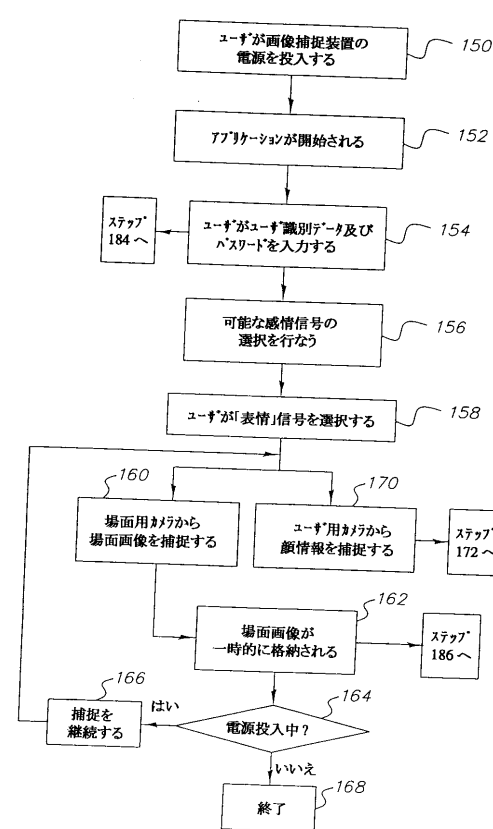 ユーザが画像捕捉装置の
電源を投入する
150
アプリケーションが開始される
152
ステップ
184へ
ユーザがユーザ識別データ及び
パスワードを入力する
154
可能な感情信号の
選択を行なう
156
ユーザが「表情」信号を選択する
158
160
場面用カメラから
場面画像を捕捉する
170
ユーザ用カメラから
顔情報を捕捉する
ステップ
172へ
162
場面画像が
一時的に格納される
ステップ
186へ
166
捕捉を
継続する
はい
164
電源投入中?
いいえ
168
終了